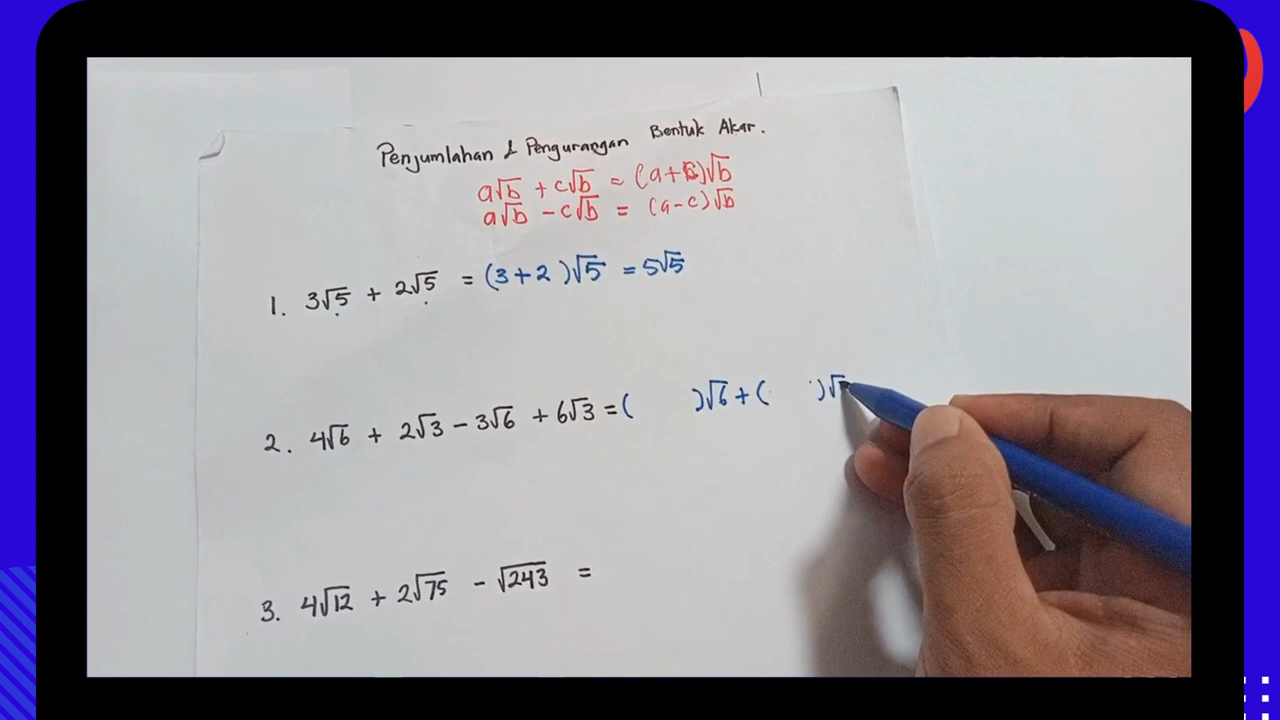 Penjumlahan & Pengurangan Bentuk Akar.
a√b + c√b = (a+c)√b
a√b - c√b = (a-c)√b
1. 3√5 + 2√5 = (3+2)√5 = 5√5
2. 4√6 + 2√3 - 3√6 + 6√3 = ( )√6 + ( )√
3. 4√12 + 2√75 - √243 =